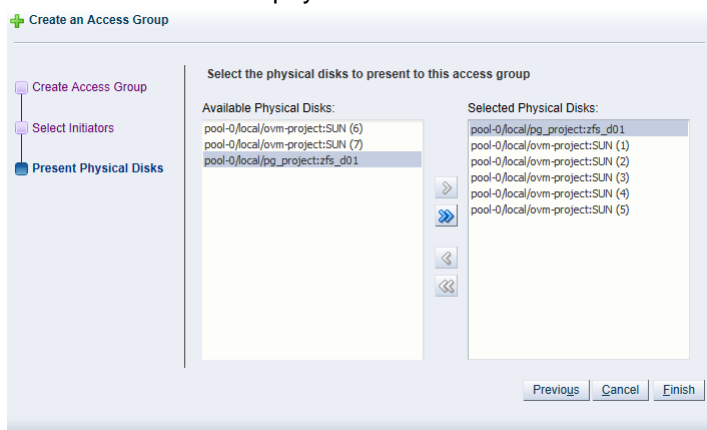 Create an Access Group
Create Access Group
Select Initiators
Present Physical Disks
Select the physical disks to present to this access group
Available Physical Disks:
pool-0/local/ovm-project:SUN (6)
pool-0/local/ovm-project:SUN (7)
pool-0/local/pg_project:zfs_d01
Selected Physical Disks:
pool-0/local/pg_project:zfs_d01
pool-0/local/ovm-project:SUN (1)
pool-0/local/ovm-project:SUN (2)
pool-0/local/ovm-project:SUN (3)
pool-0/local/ovm-project:SUN (4)
pool-0/local/ovm-project:SUN (5)
Previous Cancel Finish